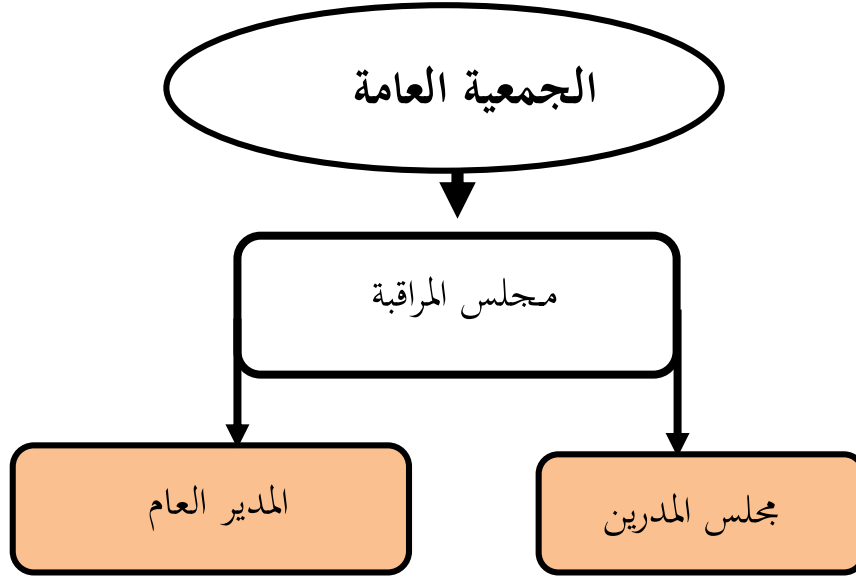 الجمعية العامة
مجلس المراقبة
مجلس المدرين
المدير العام